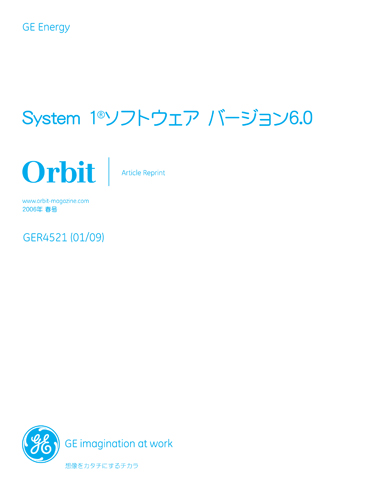 GE Energy
System 1®ソフトウェア バージョン6.0
Orbit
Article Reprint
www.orbit-magazine.com
2006年 春号
GER4521 (01/09)
GE imagination at work
想像をカタチにするチカラ